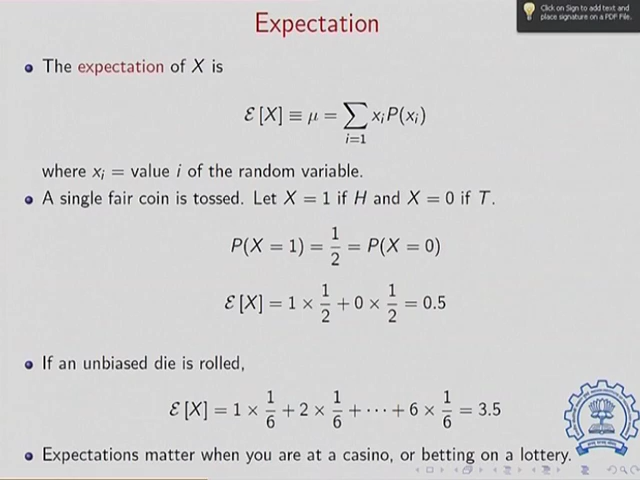 Click on Sign to add text and
place signature on a PDF File.
Expectation
• The expectation of X is
ℰ[X] ≡ μ = ∑_{i=1} x_i P(x_i)
where x_i = value i of the random variable.
• A single fair coin is tossed. Let X = 1 if H and X = 0 if T.
P(X = 1) = 1/2 = P(X = 0)
ℰ[X] = 1 × 1/2 + 0 × 1/2 = 0.5
• If an unbiased die is rolled,
ℰ[X] = 1 × 1/6 + 2 × 1/6 + ··· + 6 × 1/6 = 3.5
• Expectations matter when you are at a casino, or betting on a lottery.